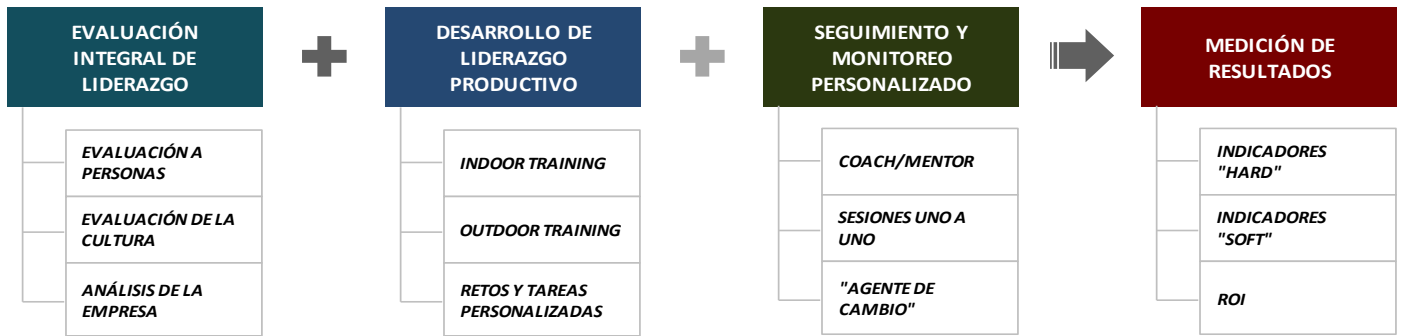 EVALUACIÓN
INTEGRAL DE
LIDERAZGO
EVALUACIÓN A
PERSONAS
EVALUACIÓN DE LA
CULTURA
ANÁLISIS DE LA
EMPRESA
DESARROLLO DE
LIDERAZGO
PRODUCTIVO
INDOOR TRAINING
OUTDOOR TRAINING
RETOS Y TAREAS
PERSONALIZADAS
SEGUIMIENTO Y
MONITOREO
PERSONALIZADO
COACH/MENTOR
SESIONES UNO A
UNO
"AGENTE DE
CAMBIO"
MEDICIÓN DE
RESULTADOS
INDICADORES
"HARD"
INDICADORES
"SOFT"
ROI